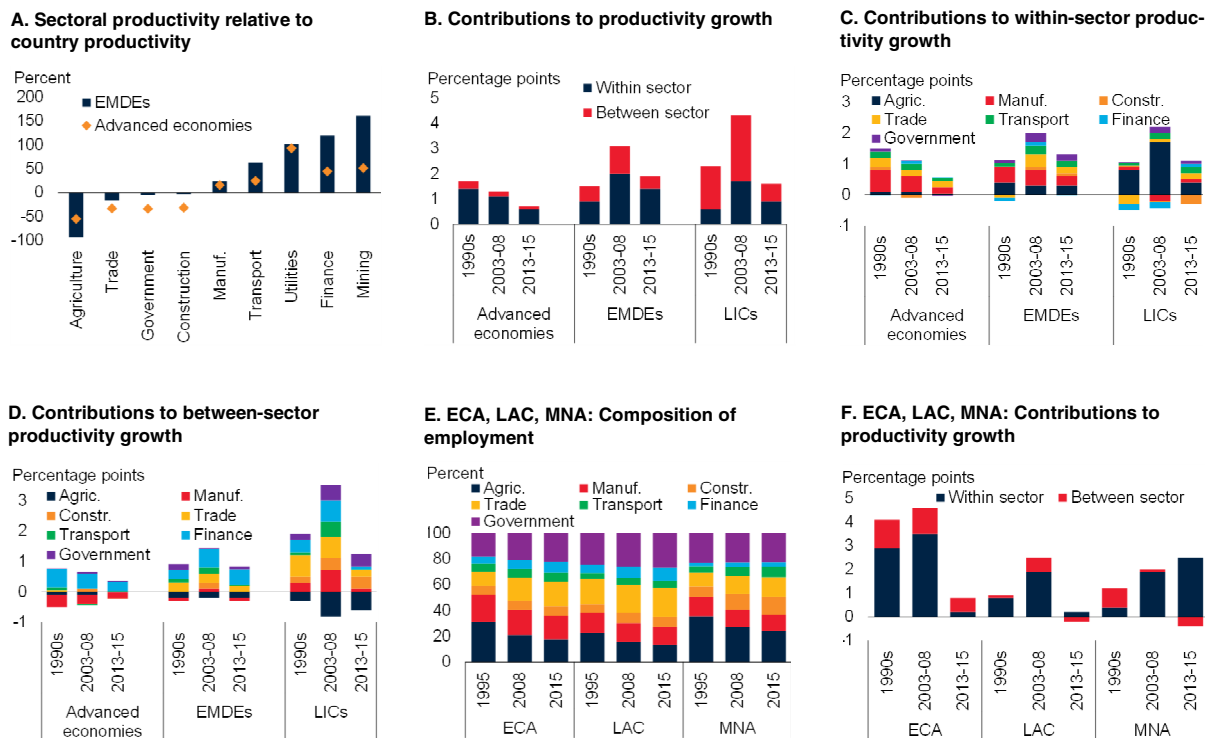 A. Sectoral productivity relative to
country productivity
Percent
200
150
100
50
0
-50
-100
EMDEs
Advanced economies
Agriculture
Trade
Government
Construction
Manuf.
Transport
Utilities
Finance
Mining
B. Contributions to productivity growth
Percentage points
5
4
3
2
1
0
Within sector
Between sector
1990s
2003-08
2013-15
1990s
2003-08
2013-15
1990s
2003-08
2013-15
Advanced
economies
EMDEs
LICs
C. Contributions to within-sector produc-
tivity growth
Percentage points
3
2
1
0
-1
Agric.
Manuf.
Constr.
Trade
Transport
Finance
Government
1990s
2003-08
2013-15
1990s
2003-08
2013-15
1990s
2003-08
2013-15
Advanced
economies
EMDEs
LICs
D. Contributions to between-sector
productivity growth
Percentage points
3
2
1
0
-1
Agric.
Manuf.
Constr.
Trade
Transport
Finance
Government
1990s
2003-08
2013-15
1990s
2003-08
2013-15
1990s
2003-08
2013-15
Advanced
economies
EMDEs
LICs
E. ECA, LAC, MNA: Composition of
employment
Percent
100
80
60
40
20
0
Agric.
Manuf.
Constr.
Trade
Transport
Finance
Government
1995
2008
2015
1995
2008
2015
1995
2008
2015
ECA
LAC
MNA
F. ECA, LAC, MNA: Contributions to
productivity growth
Percentage points
5
4
3
2
1
0
-1
Within sector
Between sector
1990s
2003-08
2013-15
1990s
2003-08
2013-15
1990s
2003-08
2013-15
ECA
LAC
MNA